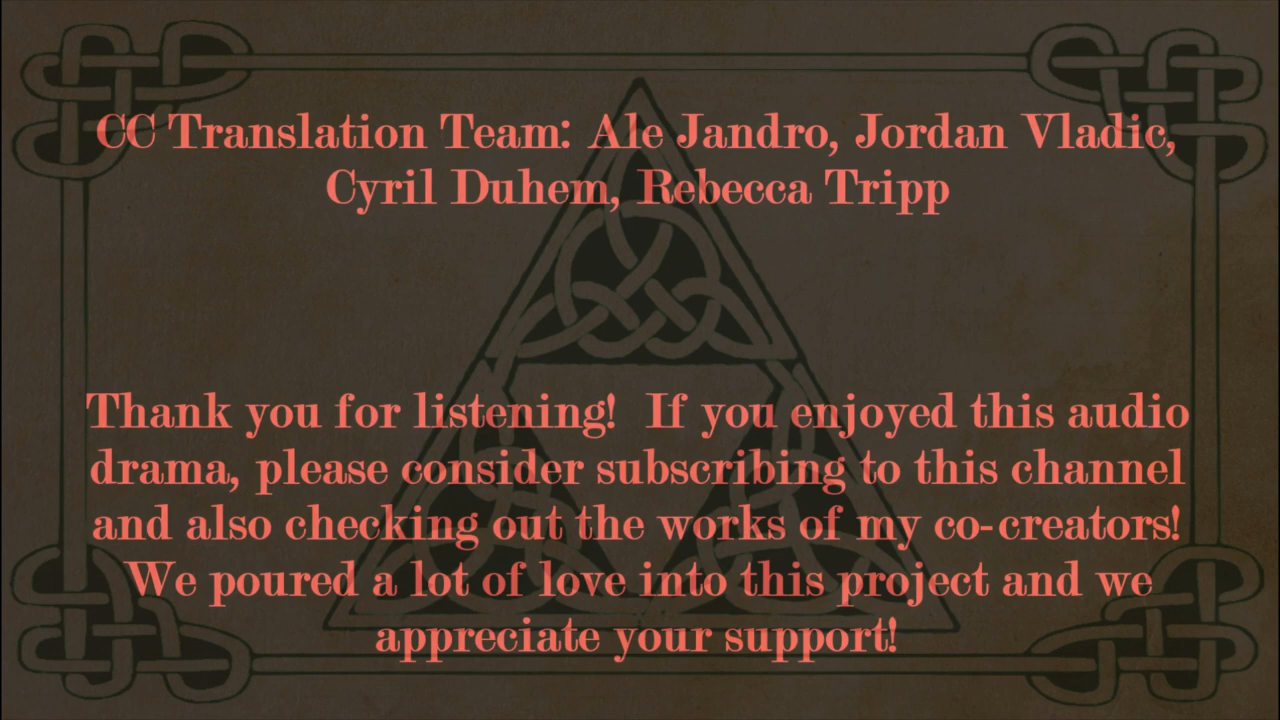 CC Translation Team: Ale Jandro, Jordan Vladic,
Cyril Duhem, Rebecca Tripp
Thank you for listening!  If you enjoyed this audio
drama, please consider subscribing to this channel
and also checking out the works of my co-creators!
We poured a lot of love into this project and we
appreciate your support!